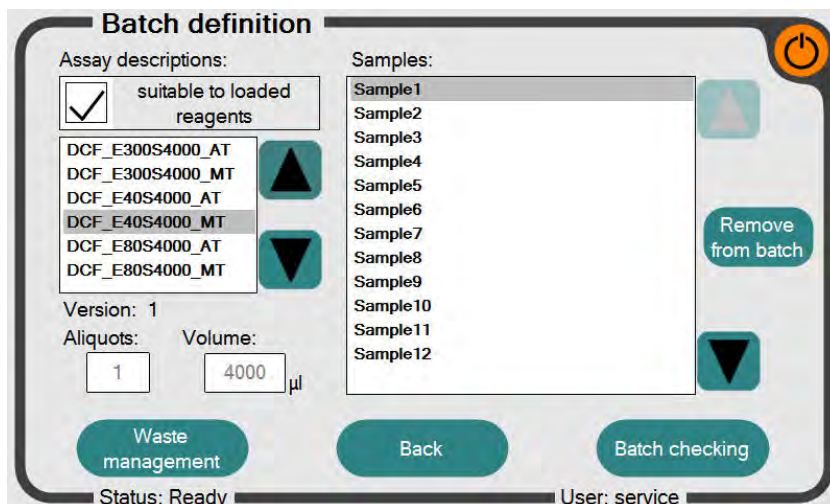 Batch definition
Assay descriptions:
suitable to loaded
reagents
DCF_E300S4000_AT
DCF_E300S4000_MT
DCF_E40S4000_AT
DCF_E40S4000_MT
DCF_E80S4000_AT
DCF_E80S4000_MT
Version: 1
Aliquots: Volume:
1 4000 µl
Samples:
Sample1
Sample2
Sample3
Sample4
Sample5
Sample6
Sample7
Sample8
Sample9
Sample10
Sample11
Sample12
Remove
from batch
Waste
management
Back
Batch checking
Status: Ready
User: service